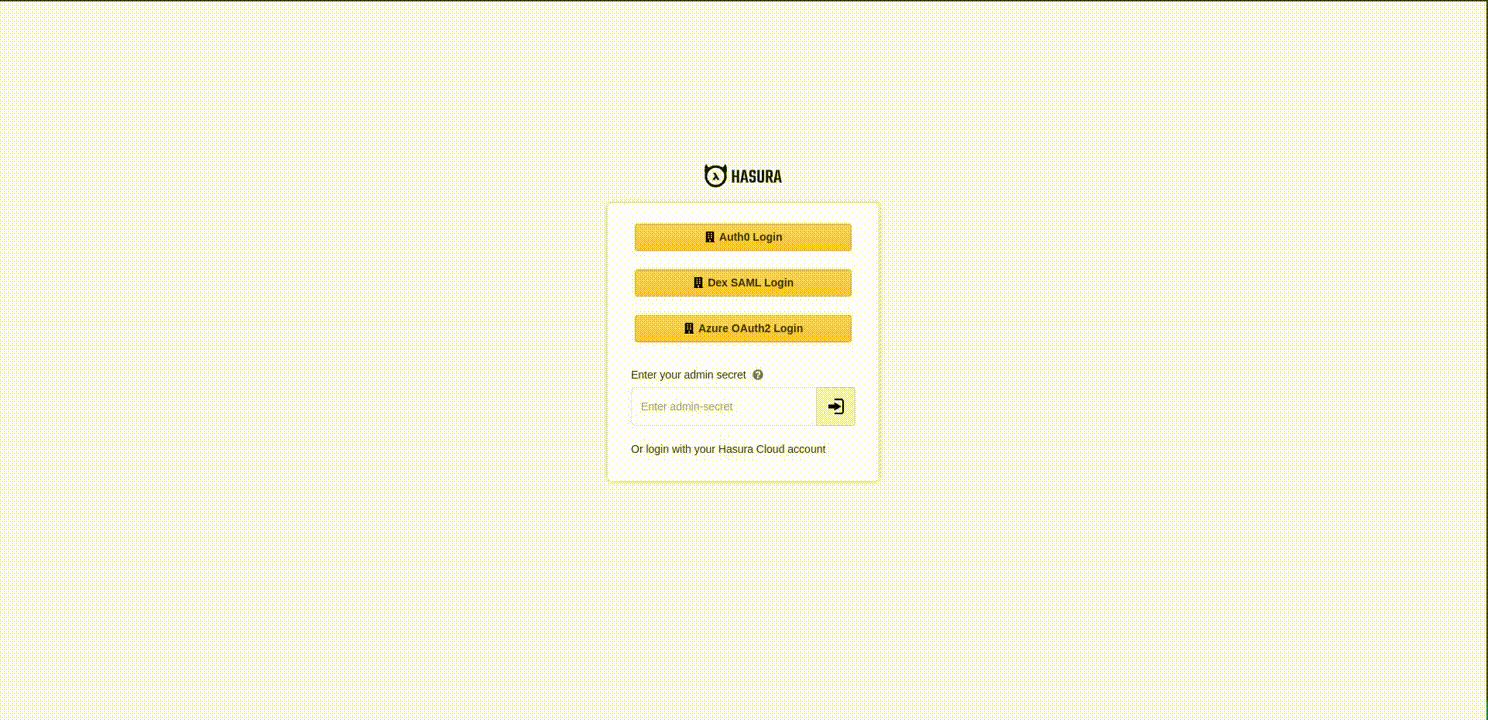 HASURA
Auth0 Login
Dex SAML Login
Azure OAuth2 Login
Enter your admin secret ?
Enter admin-secret
Or login with your Hasura Cloud account